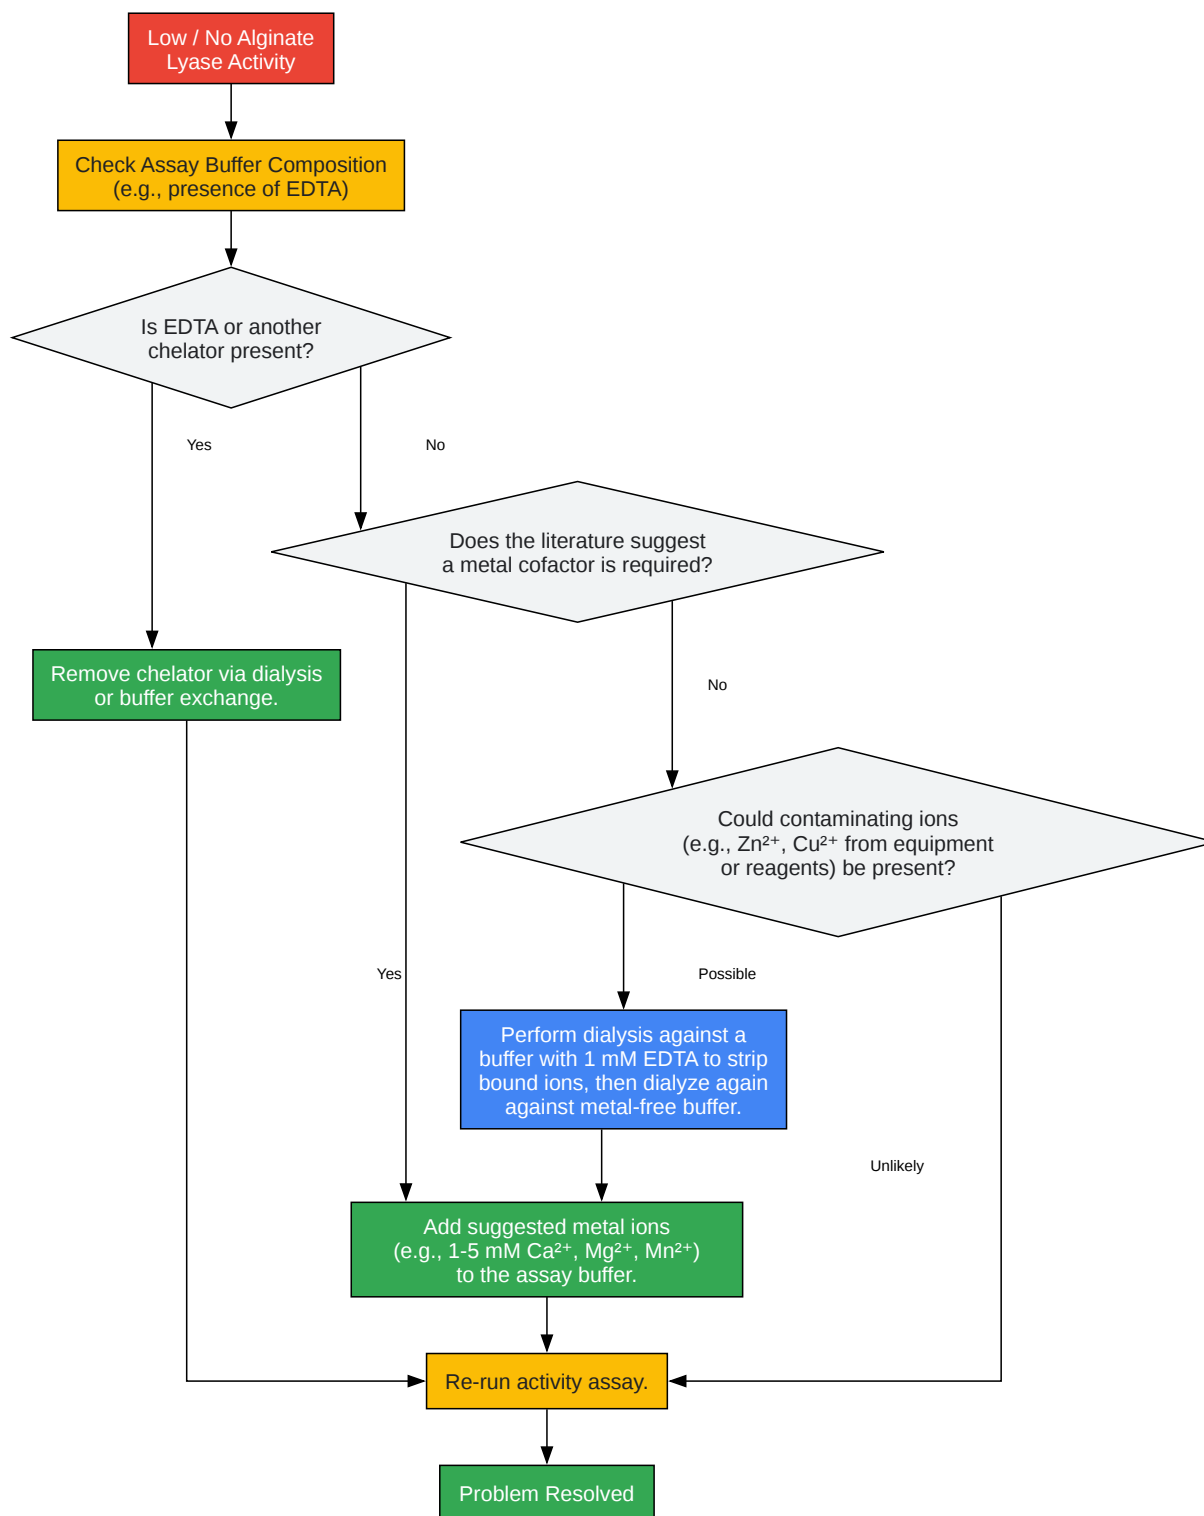 Low / No Alginate
Lyase Activity
Check Assay Buffer Composition
(e.g., presence of EDTA)
Is EDTA or another
chelator present?
Yes
No
Does the literature suggest
a metal cofactor is required?
Remove chelator via dialysis
or buffer exchange.
No
Could contaminating ions
(e.g., Zn²⁺, Cu²⁺ from equipment
or reagents) be present?
Yes
Possible
Perform dialysis against a
buffer with 1 mM EDTA to strip
bound ions, then dialyze again
against metal-free buffer.
Unlikely
Add suggested metal ions
(e.g., 1-5 mM Ca²⁺, Mg²⁺, Mn²⁺)
to the assay buffer.
Re-run activity assay.
Problem Resolved